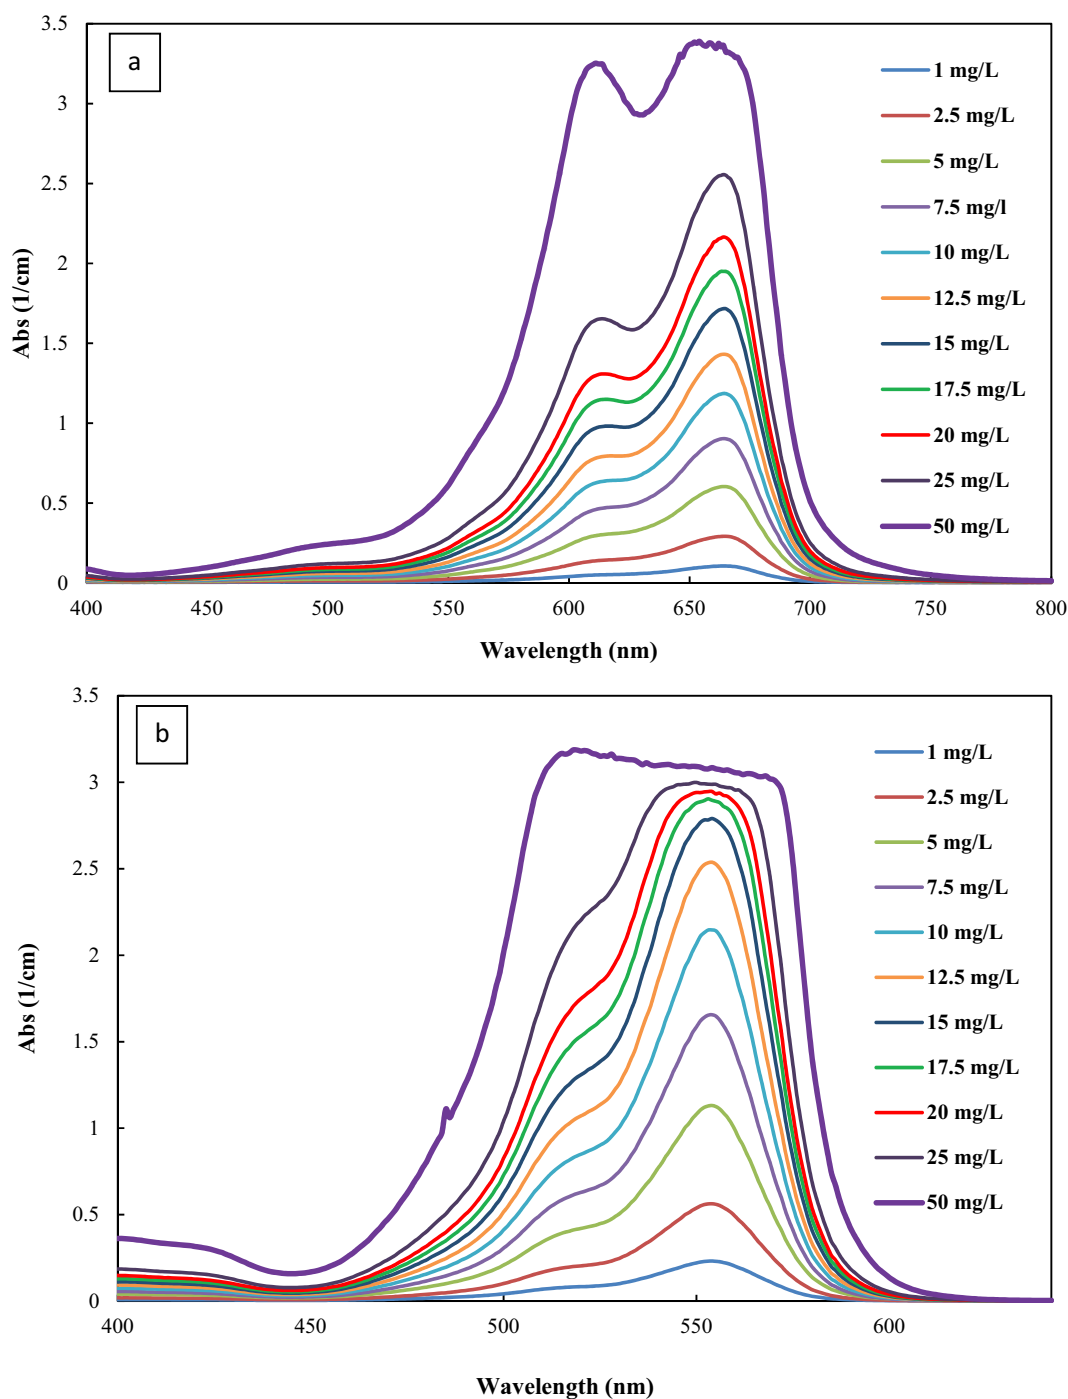 a
3.5
3
2.5
2
1.5
1
0.5
0
Abs (1/cm)
400
450
500
550
600
650
700
750
800
Wavelength (nm)
1 mg/L
2.5 mg/L
5 mg/L
7.5 mg/l
10 mg/L
12.5 mg/L
15 mg/L
17.5 mg/L
20 mg/L
25 mg/L
50 mg/L
b
3.5
3
2.5
2
1.5
1
0.5
0
Abs (1/cm)
400
450
500
550
600
Wavelength (nm)
1 mg/L
2.5 mg/L
5 mg/L
7.5 mg/L
10 mg/L
12.5 mg/L
15 mg/L
17.5 mg/L
20 mg/L
25 mg/L
50 mg/L